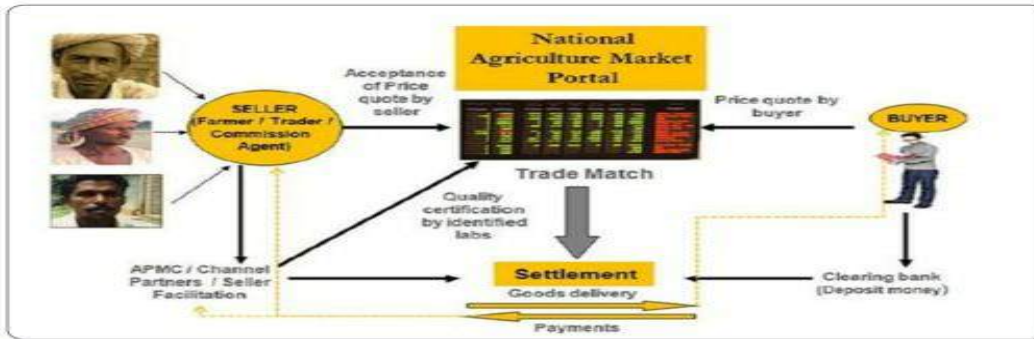 National
Agriculture Market
Portal
Acceptance
of Price
quote by
seller
SELLER
(Farmer / Trader /
Commission
Agent)
Price quote by
buyer
BUYER
Trade Match
Quality
certification
by identified
labs
APMC / Channel
Partners / Seller
Facilitation
Settlement
Goods delivery
Payments
Clearing bank
(Deposit money)